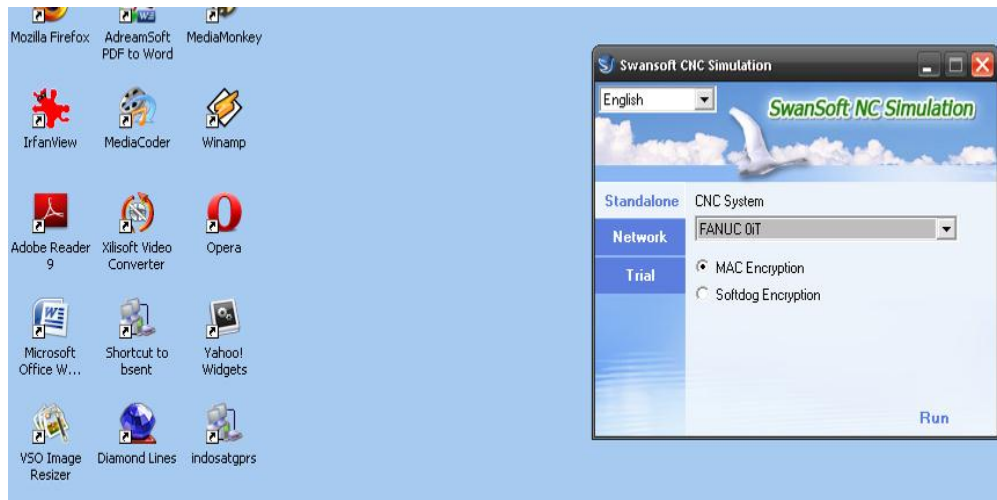 Mozilla Firefox
AdreamSoft
PDF to Word
MediaMonkey
IrfanView
MediaCoder
Winamp
Adobe Reader
9
Xilisoft Video
Converter
Opera
Microsoft
Office W...
Shortcut to
bsent
Yahoo!
Widgets
VSO Image
Resizer
Diamond Lines
indosatgprs
Swansoft CNC Simulation
English
SwanSoft NC Simulation
Standalone
Network
Trial
CNC System
FANUC 0iT
MAC Encryption
Softdog Encryption
Run